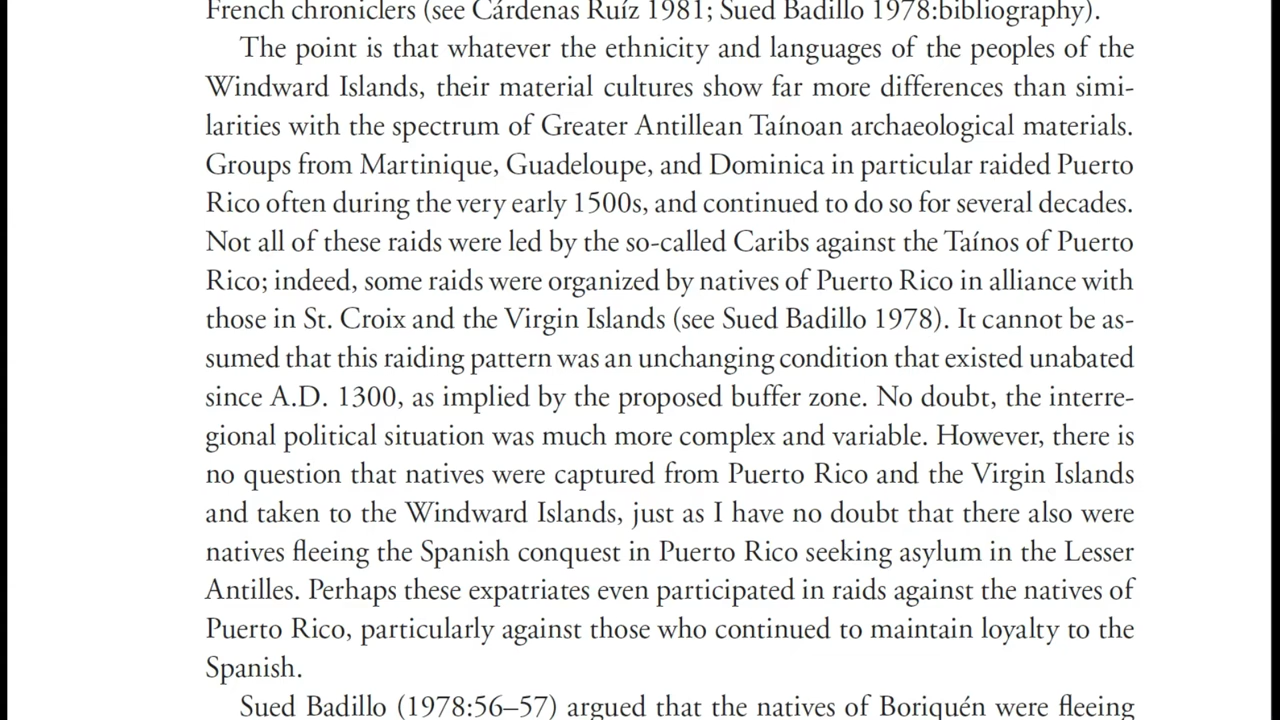 French chroniclers (see Cárdenas Ruíz 1981; Sued Badillo 1978:bibliography).
The point is that whatever the ethnicity and languages of the peoples of the
Windward Islands, their material cultures show far more differences than simi-
larities with the spectrum of Greater Antillean Taínoan archaeological materials.
Groups from Martinique, Guadeloupe, and Dominica in particular raided Puerto
Rico often during the very early 1500s, and continued to do so for several decades.
Not all of these raids were led by the so-called Caribs against the Taínos of Puerto
Rico; indeed, some raids were organized by natives of Puerto Rico in alliance with
those in St. Croix and the Virgin Islands (see Sued Badillo 1978). It cannot be as-
sumed that this raiding pattern was an unchanging condition that existed unabated
since A.D. 1300, as implied by the proposed buffer zone. No doubt, the interre-
gional political situation was much more complex and variable. However, there is
no question that natives were captured from Puerto Rico and the Virgin Islands
and taken to the Windward Islands, just as I have no doubt that there also were
natives fleeing the Spanish conquest in Puerto Rico seeking asylum in the Lesser
Antilles. Perhaps these expatriates even participated in raids against the natives of
Puerto Rico, particularly against those who continued to maintain loyalty to the
Spanish.
Sued Badillo (1978:56–57) argued that the natives of Boriquén were fleeing